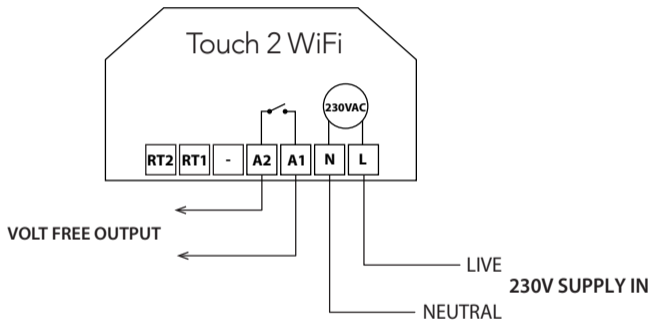 Touch 2 WiFi
230VAC
RT2 RT1 - A2 A1 N L
VOLT FREE OUTPUT
LIVE
230V SUPPLY IN
NEUTRAL